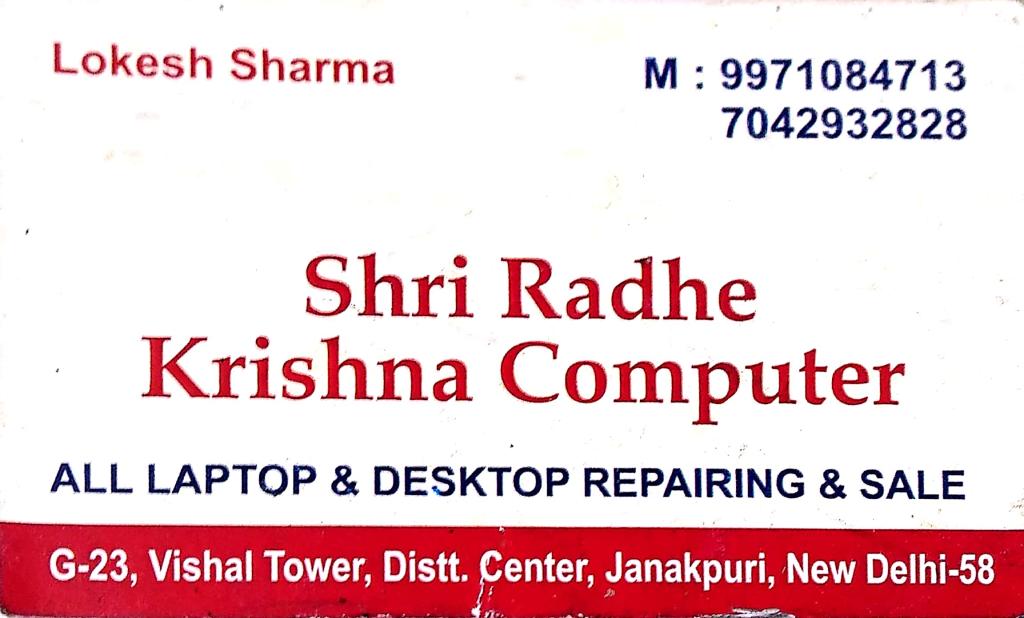 Lokesh Sharma
M : 9971084713
7042932828
Shri Radhe
Krishna Computer
ALL LAPTOP & DESKTOP REPAIRING & SALE
G-23, Vishal Tower, Distt. Center, Janakpuri, New Delhi-58